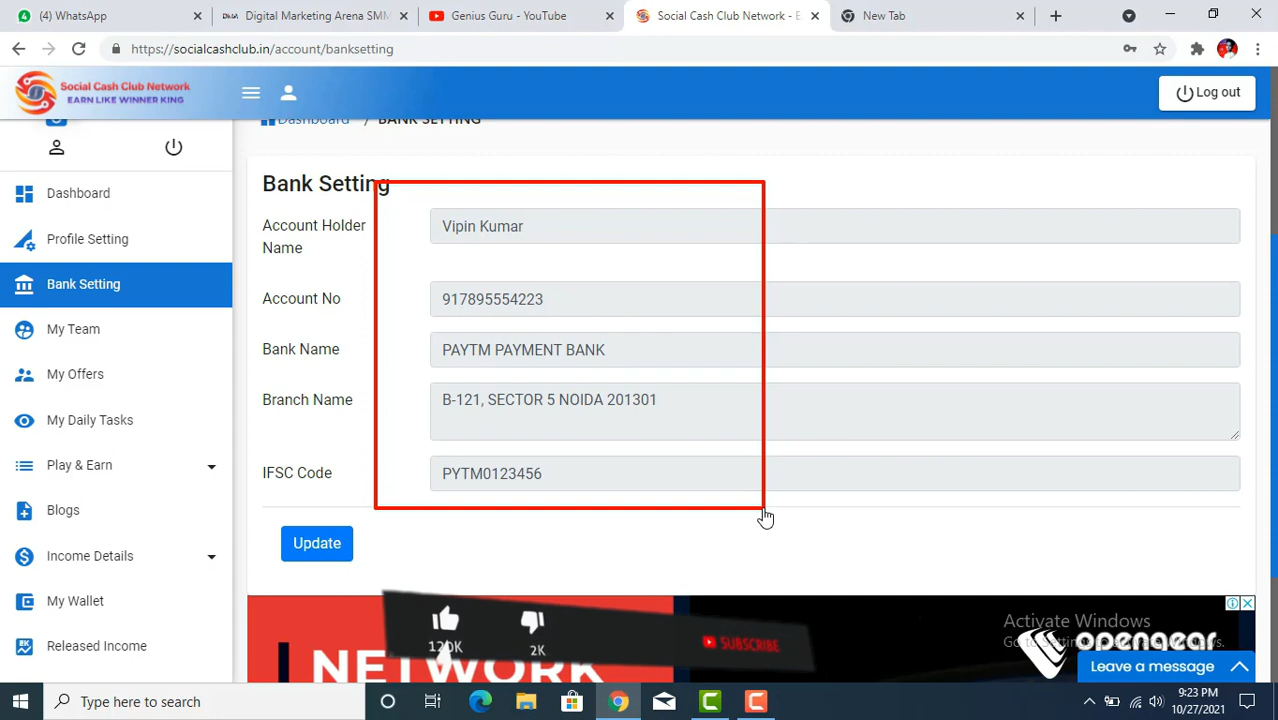 (4) WhatsApp
Digital Marketing Arena SMM
Genius Guru - YouTube
Social Cash Club Network - E
New Tab
https://socialcashclub.in/account/banksetting
Social Cash Club Network
EARN LIKE WINNER KING
Log out
Dashboard / BANK SETTING
Dashboard
Profile Setting
Bank Setting
My Team
My Offers
My Daily Tasks
Play & Earn
Blogs
Income Details
My Wallet
Released Income
Bank Setting
Account Holder
Name
Vipin Kumar
Account No
917895554223
Bank Name
PAYTM PAYMENT BANK
Branch Name
B-121, SECTOR 5 NOIDA 201301
IFSC Code
PYTM0123456
Update
120K
2K
SUBSCRIBE
NETWORK
Activate Windows
openear
Leave a message
Type here to search
9:23 PM
10/27/2021